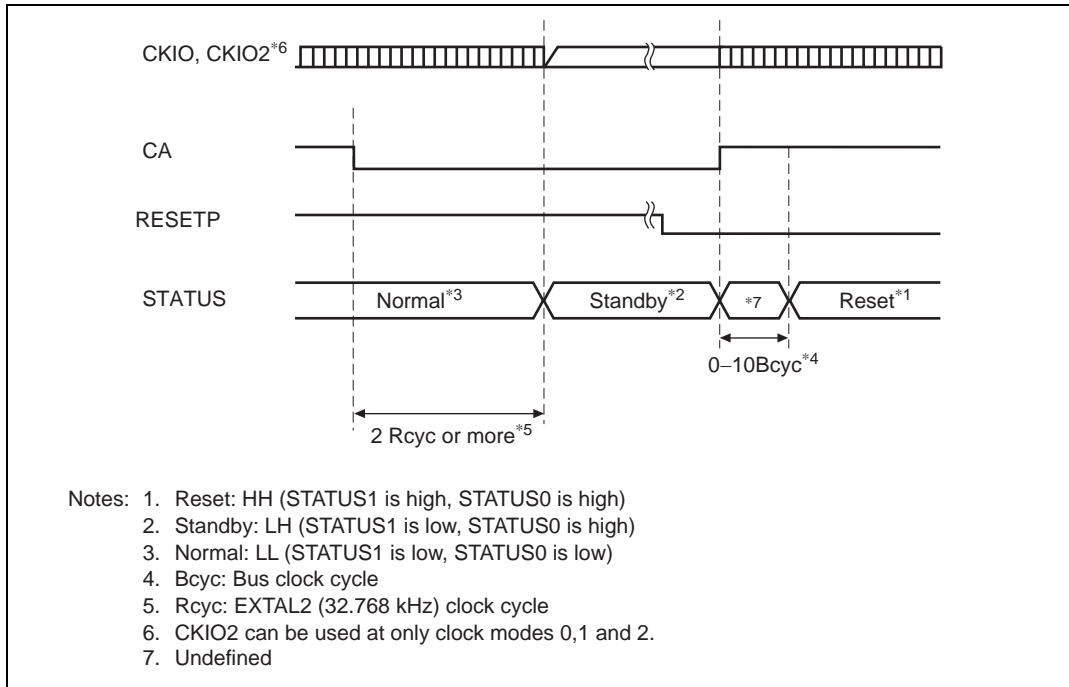 CKIO, CKIO2*6
CA
RESETP
STATUS Normal*3 Standby*2 *7 Reset*1
0–10Bcyc*4
2 Rcyc or more*5
Notes: 1. Reset: HH (STATUS1 is high, STATUS0 is high)
2. Standby: LH (STATUS1 is low, STATUS0 is high)
3. Normal: LL (STATUS1 is low, STATUS0 is low)
4. Bcyc: Bus clock cycle
5. Rcyc: EXTAL2 (32.768 kHz) clock cycle
6. CKIO2 can be used at only clock modes 0,1 and 2.
7. Undefined